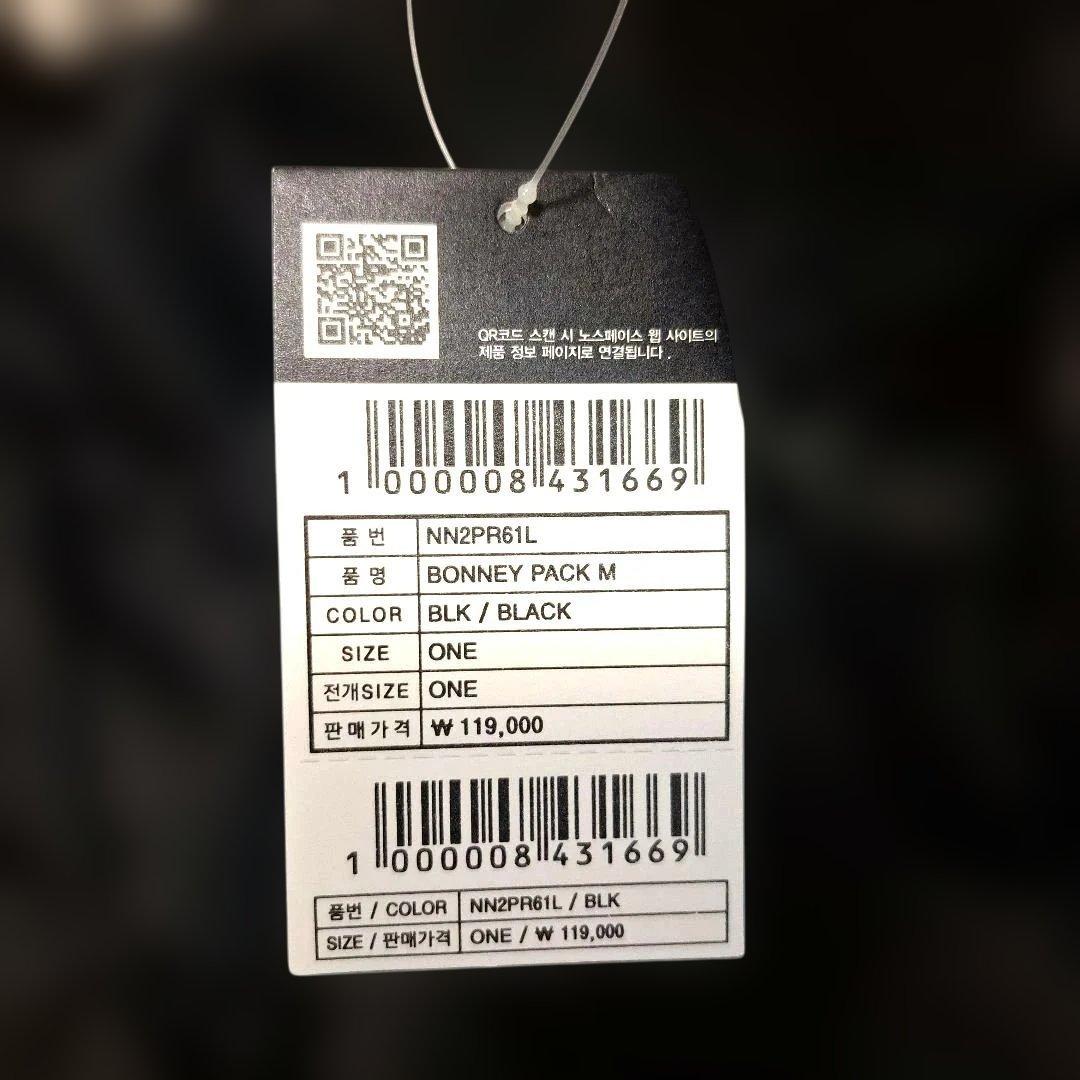 QR코드 스캔 시 노스페이스 웹 사이트의
제품 정보 페이지로 연결됩니다.
1 000008 431669
품 번 NN2PR61L
품 명 BONNEY PACK M
COLOR BLK / BLACK
SIZE ONE
전개SIZE ONE
판매가격 ₩ 119,000
1 000008 431669
품번 / COLOR NN2PR61L / BLK
SIZE / 판매가격 ONE / ₩ 119,000